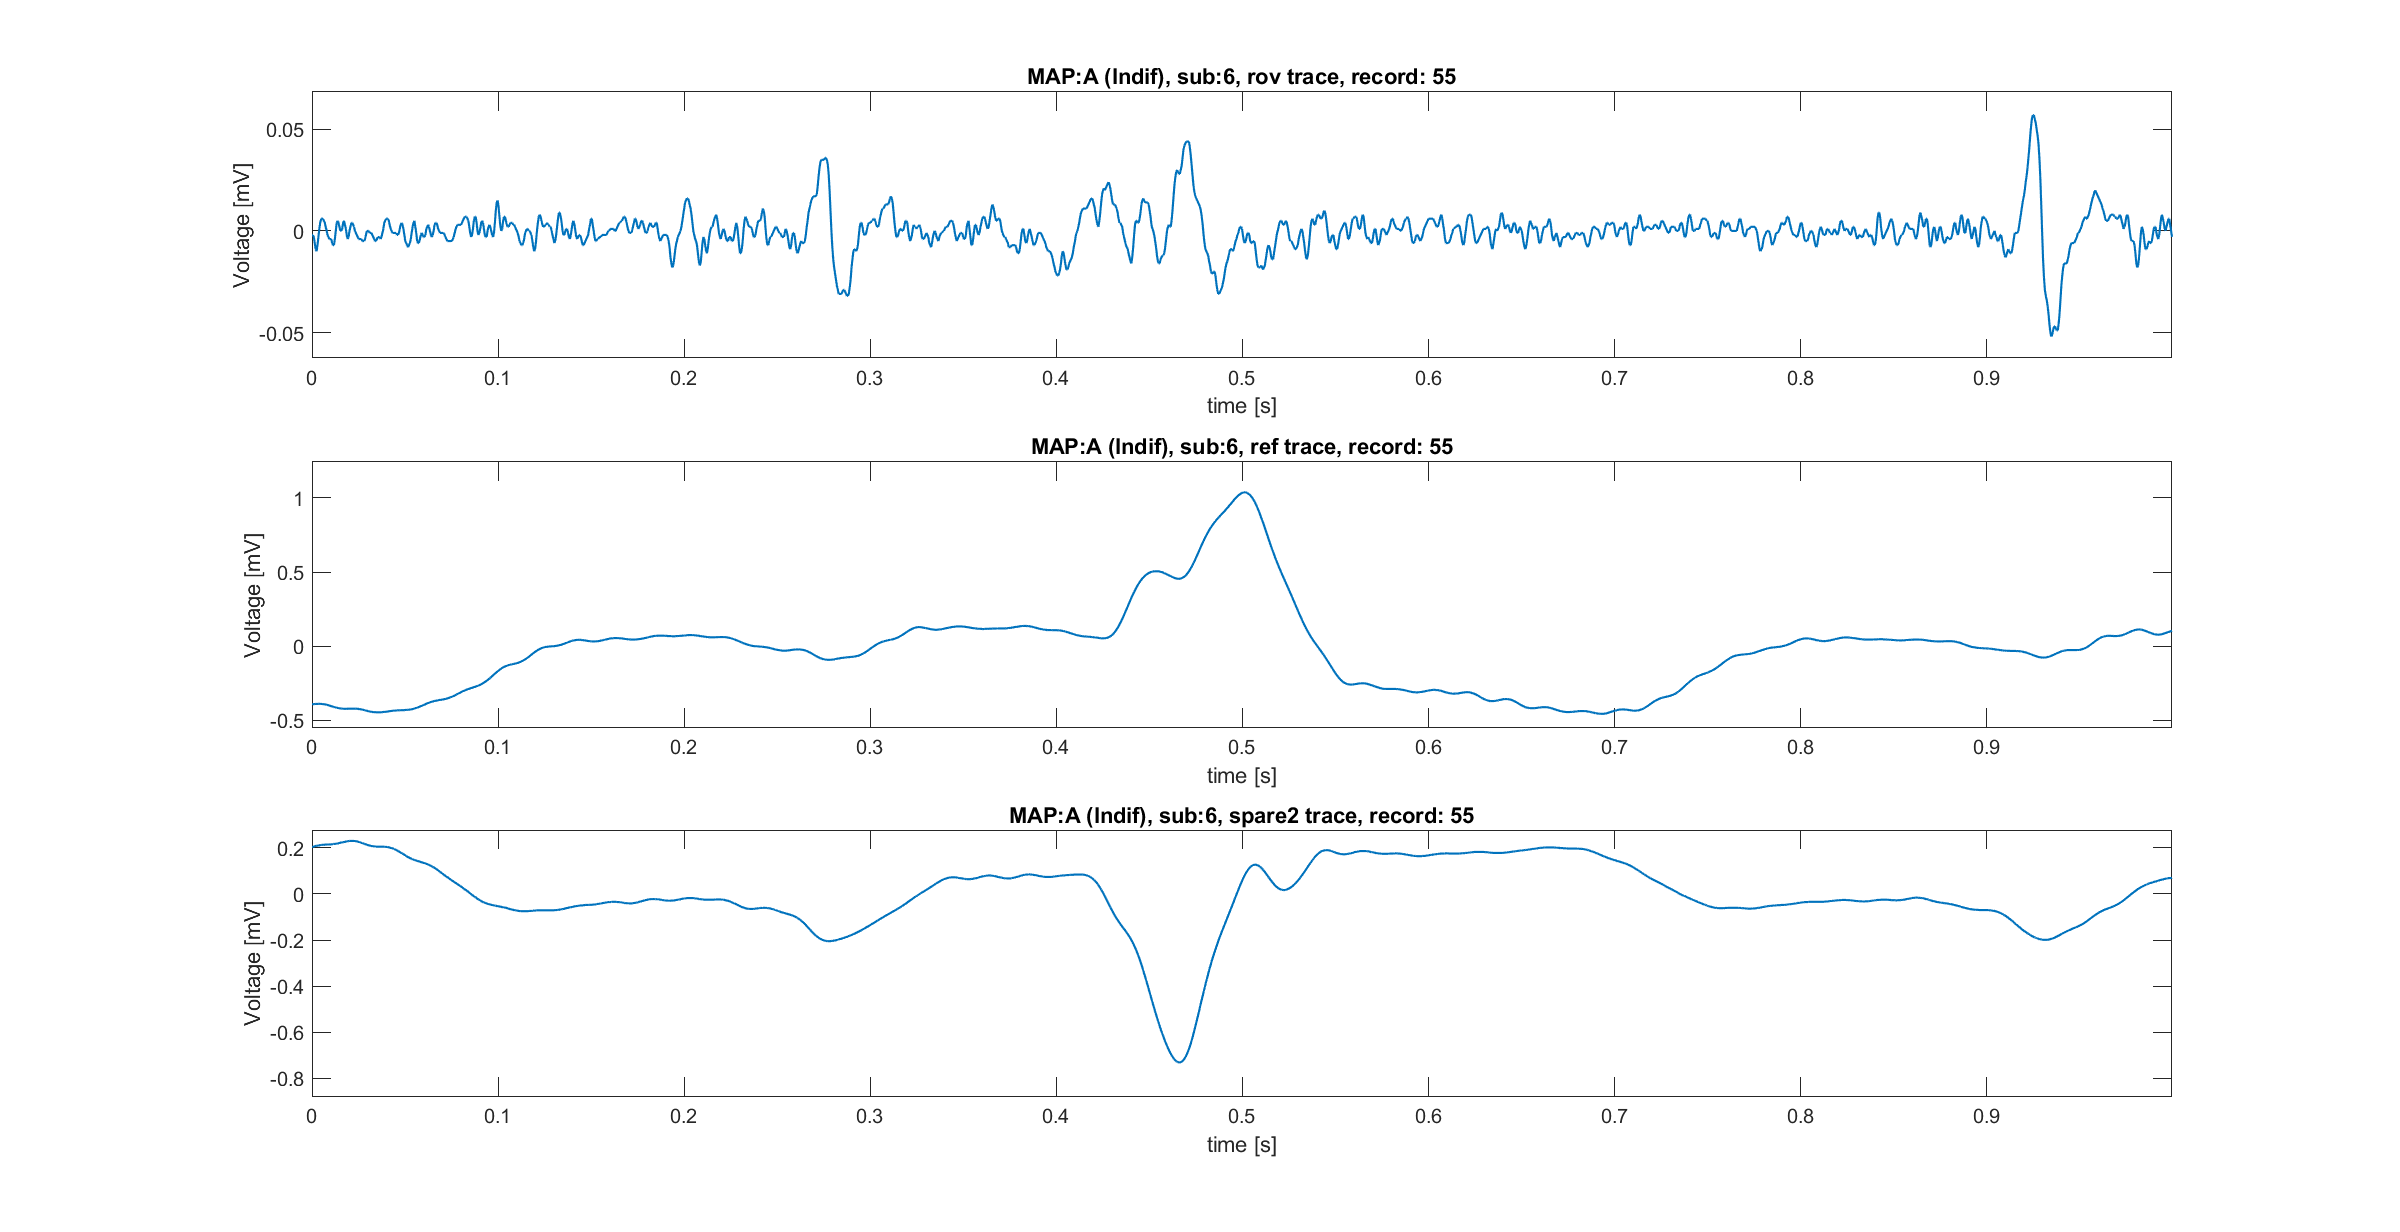 MAP:A (Indif), sub:6, rov trace, record: 55
Voltage [mV]
0.05
0
-0.05
0 0.1 0.2 0.3 0.4 0.5 0.6 0.7 0.8 0.9
time [s]
MAP:A (Indif), sub:6, ref trace, record: 55
Voltage [mV]
1
0.5
0
-0.5
0 0.1 0.2 0.3 0.4 0.5 0.6 0.7 0.8 0.9
time [s]
MAP:A (Indif), sub:6, spare2 trace, record: 55
Voltage [mV]
0.2
0
-0.2
-0.4
-0.6
-0.8
0 0.1 0.2 0.3 0.4 0.5 0.6 0.7 0.8 0.9
time [s]